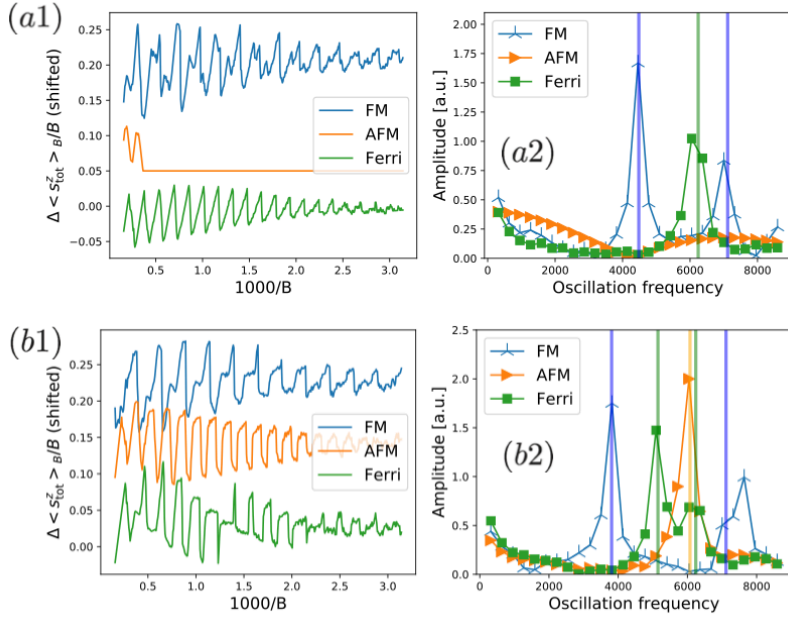 (a1)
Δ < s^z_tot >_B/B (shifted)
0.25
0.20
0.15
0.10
0.05
0.00
−0.05
FM
AFM
Ferri
0.5 1.0 1.5 2.0 2.5 3.0
1000/B
(a2)
Amplitude [a.u.]
2.00
1.75
1.50
1.25
1.00
0.75
0.50
0.25
0.00
FM
AFM
Ferri
0 2000 4000 6000 8000
Oscillation frequency
(b1)
Δ < s^z_tot >_B/B (shifted)
0.25
0.20
0.15
0.10
0.05
0.00
FM
AFM
Ferri
0.5 1.0 1.5 2.0 2.5 3.0
1000/B
(b2)
Amplitude [a.u.]
2.5
2.0
1.5
1.0
0.5
0.0
FM
AFM
Ferri
0 2000 4000 6000 8000
Oscillation frequency